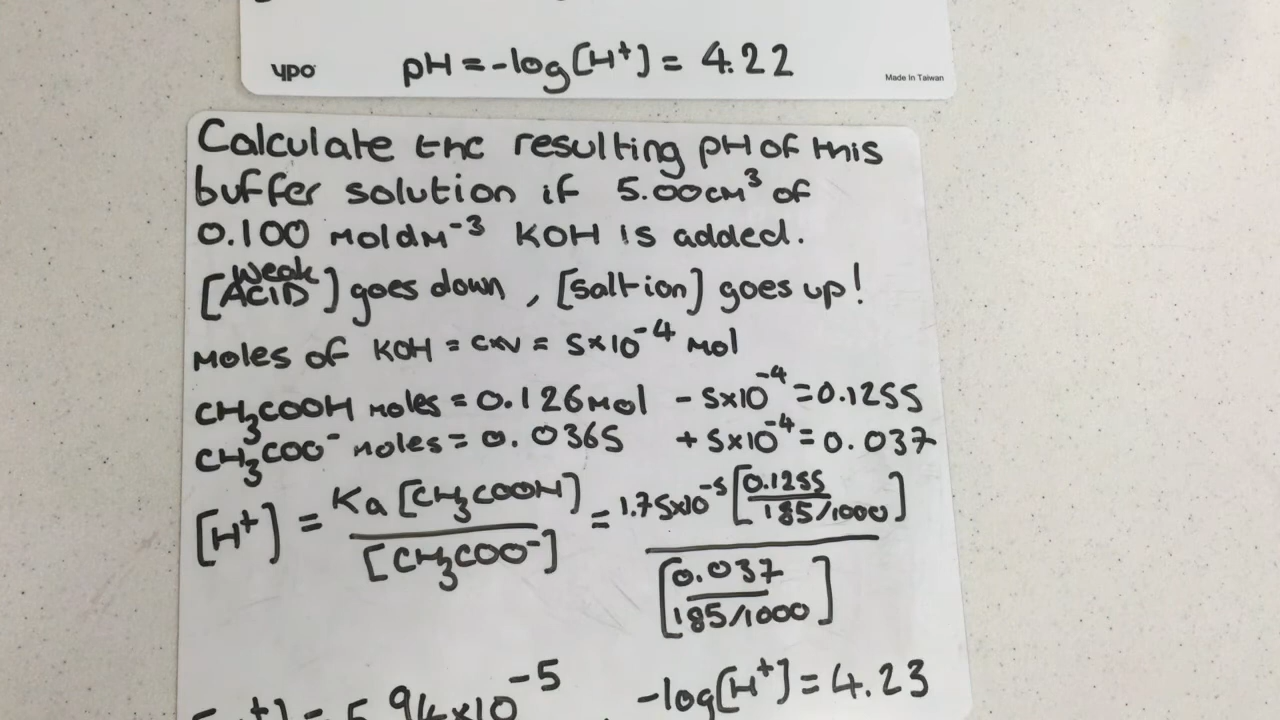 ypo
pH = -log[H⁺] = 4.22
Made In Taiwan
Calculate the resulting pH of this
buffer solution if 5.00cm³ of
0.100 moldm⁻³ KOH is added.
[Weak ACID] goes down, [salt ion] goes up!
Moles of KOH = cxv = 5x10⁻⁴ mol
CH₃COOH moles = 0.126mol - 5x10⁻⁴ = 0.1255
CH₃COO⁻ moles = 0.0365 + 5x10⁻⁴ = 0.037
[H⁺] = Ka [CH₃COOH] / [CH₃COO⁻] = 1.75x10⁻⁵ [0.1255 / 185/1000] / [0.037 / 185/1000]
[H⁺] = 5.94x10⁻⁵
-log[H⁺] = 4.23